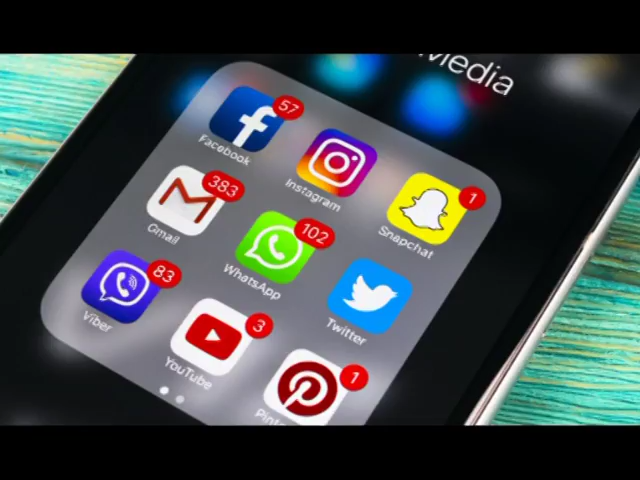 Media
57
Facebook
Instagram
1
Snapchat
383
Gmail
102
WhatsApp
Twitter
83
Viber
3
YouTube
1